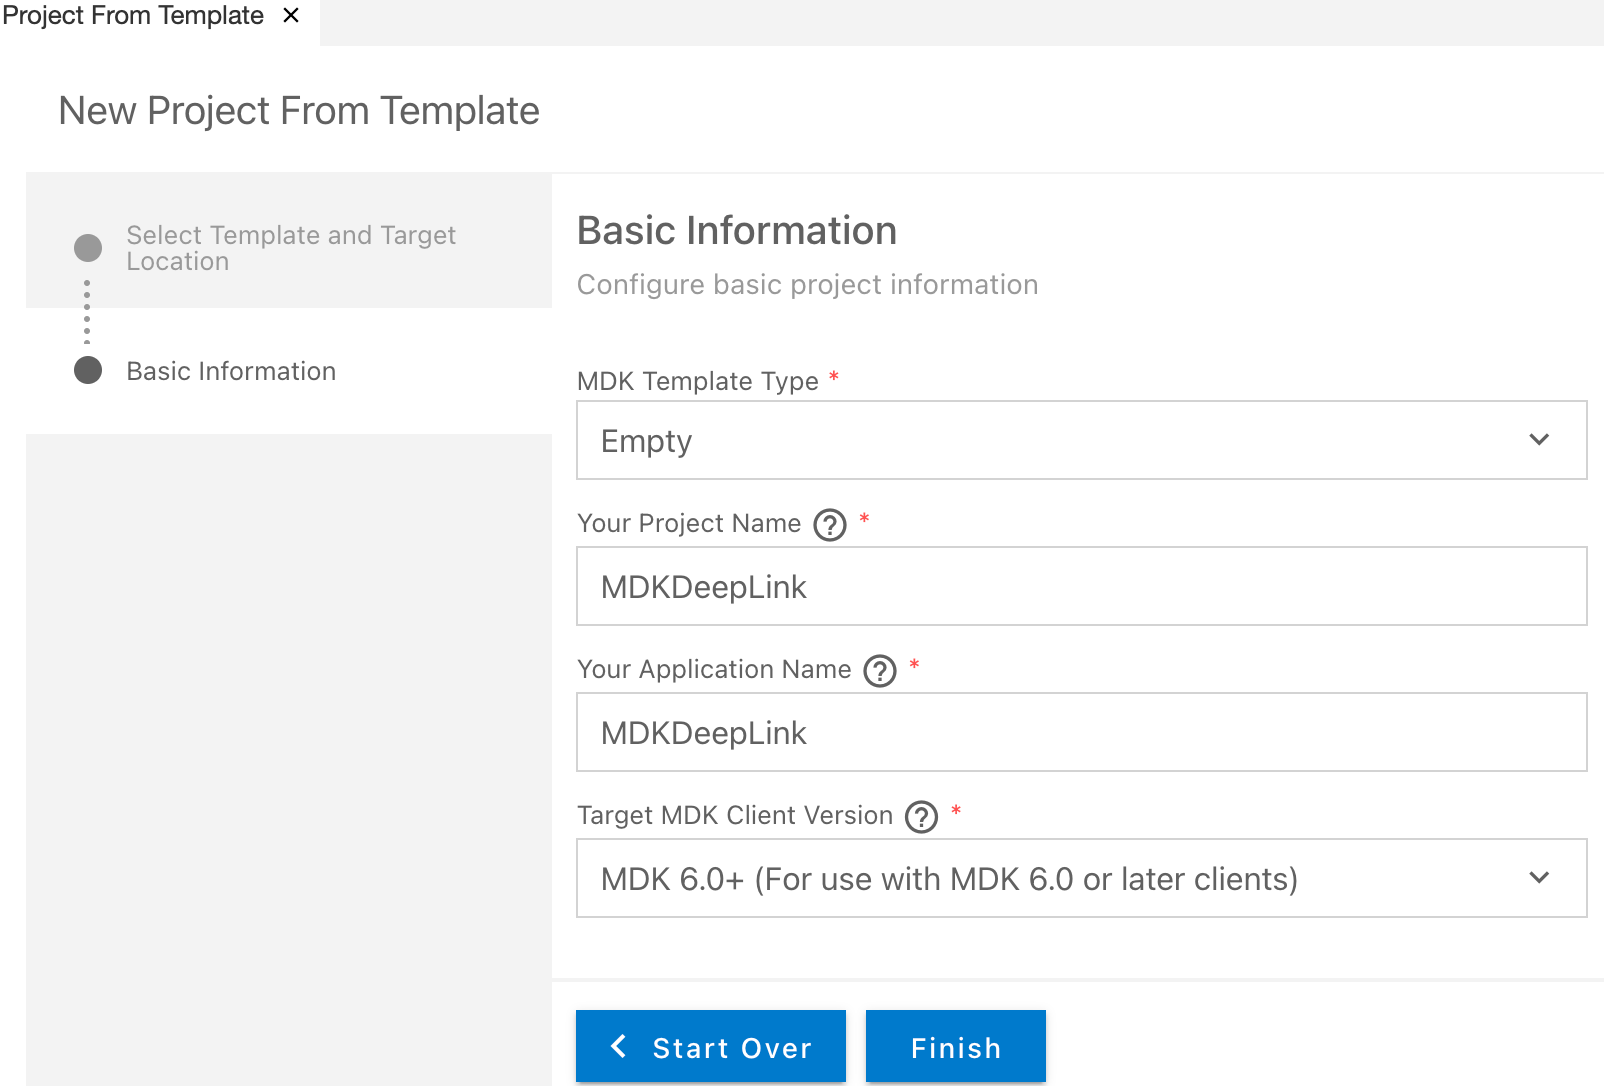 Project From Template
New Project From Template
Select Template and Target
Location
Basic Information
Basic Information
Configure basic project information
MDK Template Type *
Empty
Your Project Name ? *
MDKDeepLink
Your Application Name ? *
MDKDeepLink
Target MDK Client Version ? *
MDK 6.0+ (For use with MDK 6.0 or later clients)
Start Over
Finish